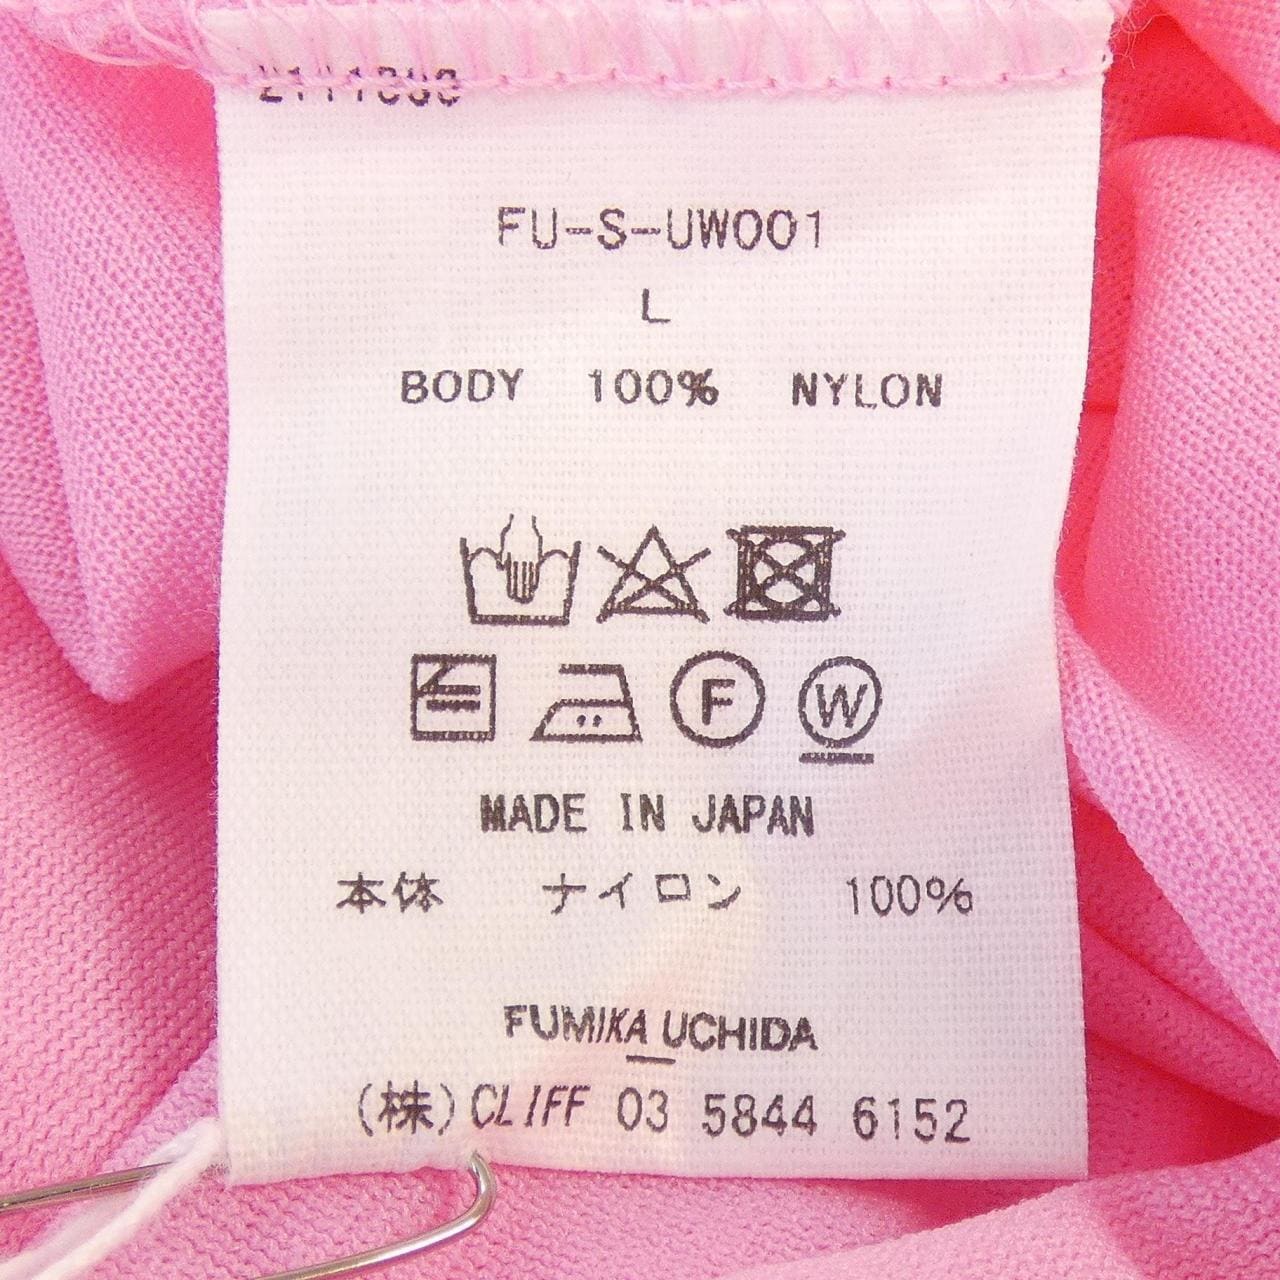 FU-S-UW001
L
BODY 100% NYLON
F W
MADE IN JAPAN
本体 ナイロン 100%
FUMIKA UCHIDA
(株)CLIFF 03 5844 6152